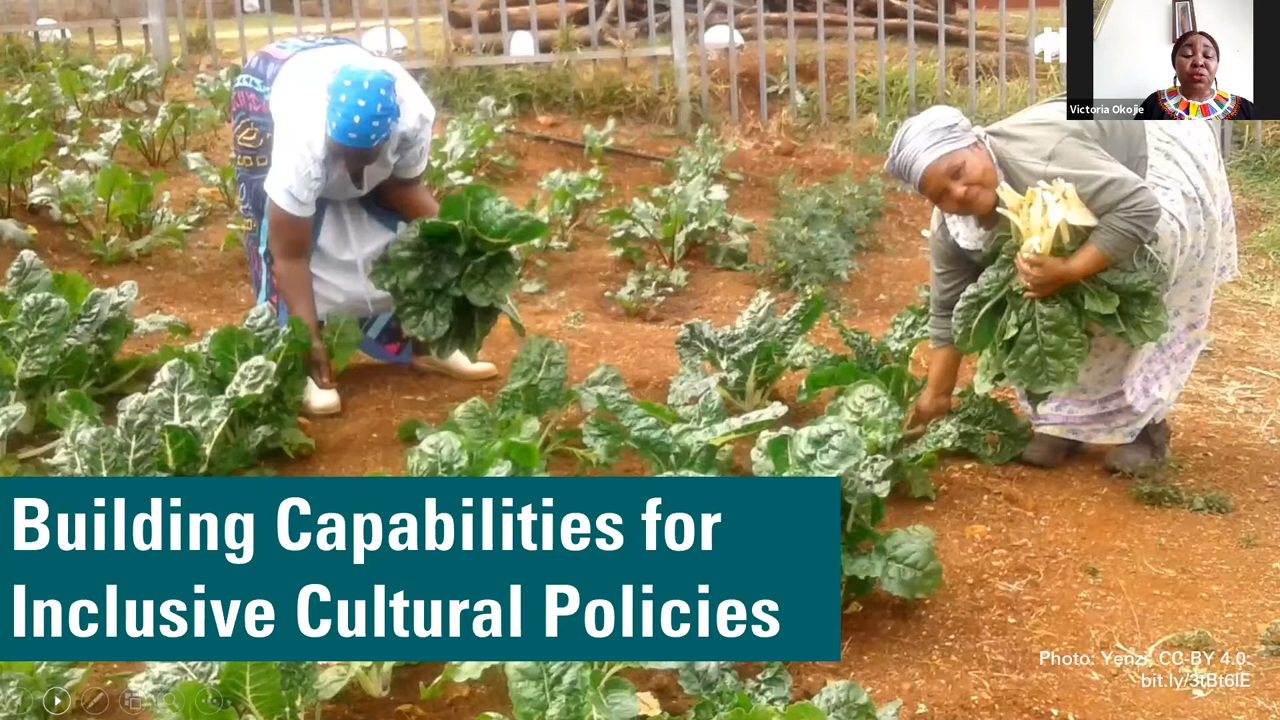 Victoria Okojie
Building Capabilities for
Inclusive Cultural Policies
Photo: Yenzi, CC-BY 4.0:
bit.ly/3tBt6lE